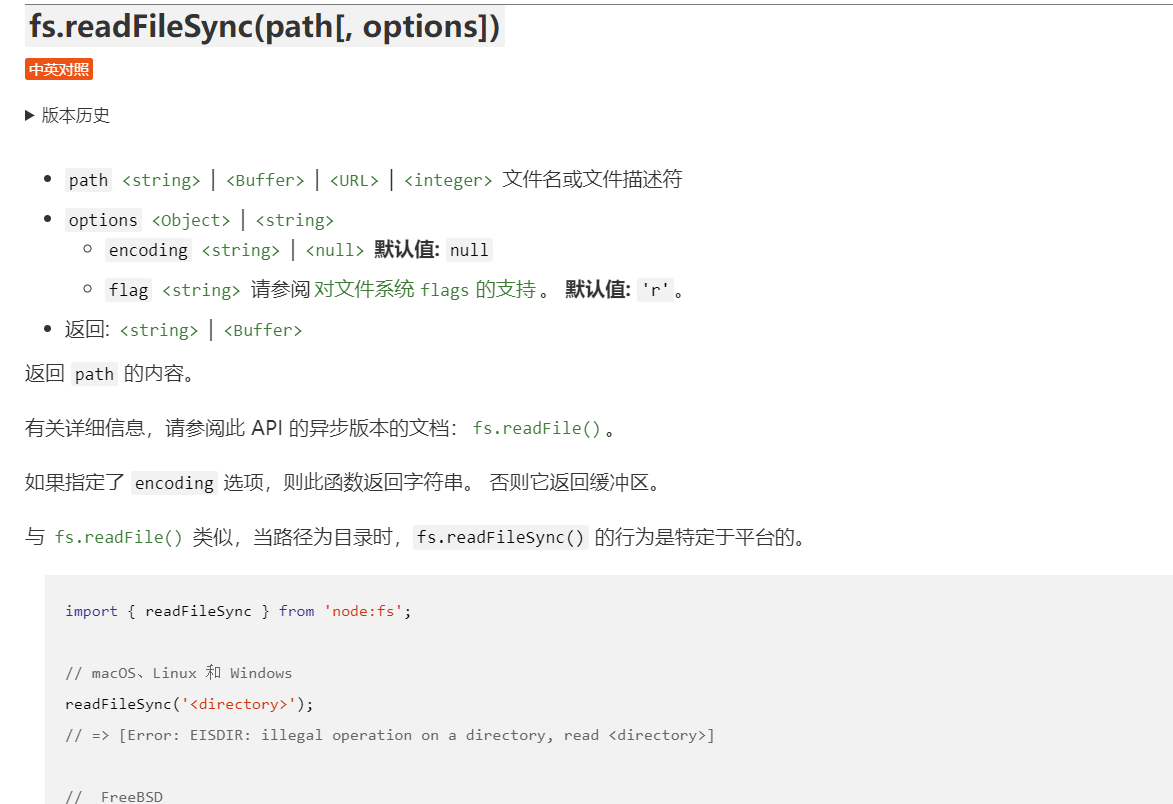 fs.readFileSync(path[, options])
中英对照
▶ 版本历史
• path <string> | <Buffer> | <URL> | <integer> 文件名或文件描述符
• options <Object> | <string>
◦ encoding <string> | <null> 默认值: null
◦ flag <string> 请参阅对文件系统 flags 的支持。 默认值: 'r'。
• 返回: <string> | <Buffer>
返回 path 的内容。
有关详细信息，请参阅此 API 的异步版本的文档： fs.readFile()。
如果指定了 encoding 选项，则此函数返回字符串。 否则它返回缓冲区。
与 fs.readFile() 类似，当路径为目录时， fs.readFileSync() 的行为是特定于平台的。
import { readFileSync } from 'node:fs';
// macOS、Linux 和 Windows
readFileSync('<directory>');
// => [Error: EISDIR: illegal operation on a directory, read <directory>]
//  FreeBSD